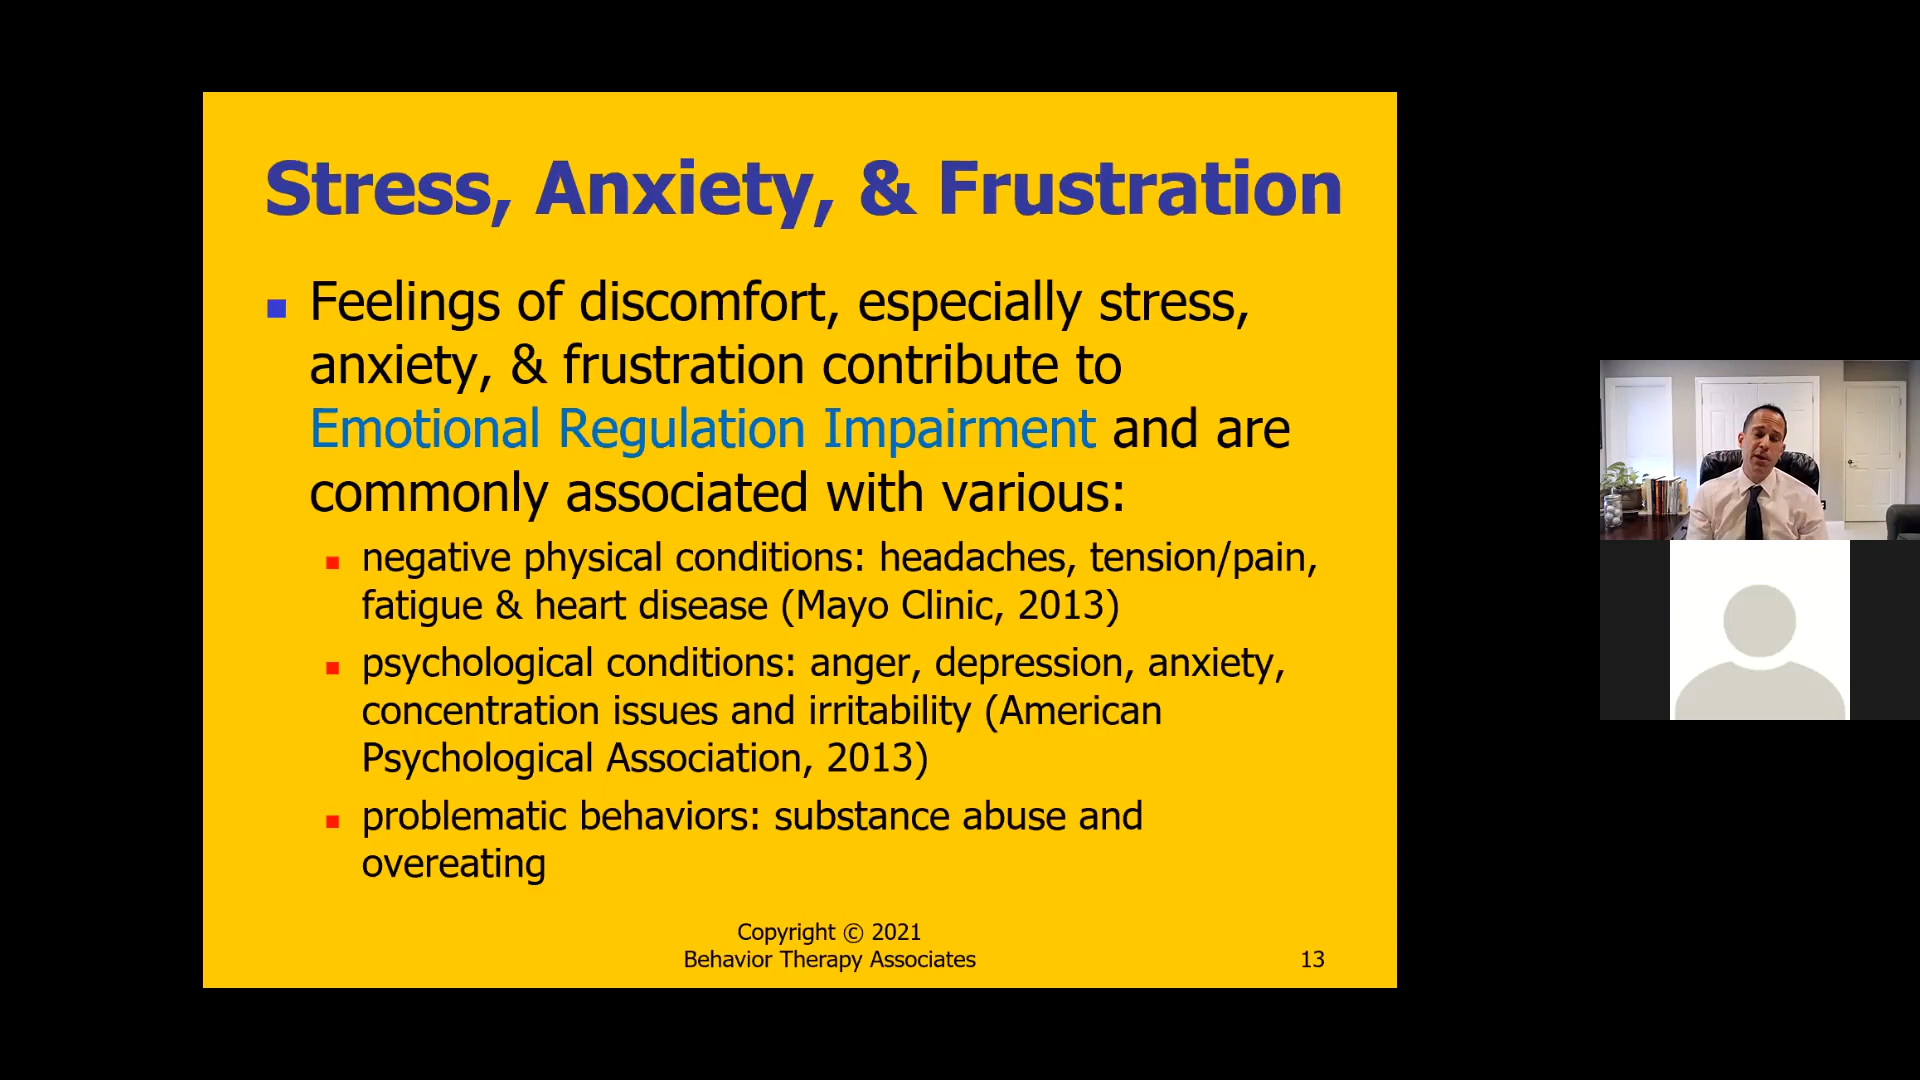 Stress, Anxiety, & Frustration
Feelings of discomfort, especially stress,
anxiety, & frustration contribute to
Emotional Regulation Impairment and are
commonly associated with various:
negative physical conditions: headaches, tension/pain,
fatigue & heart disease (Mayo Clinic, 2013)
psychological conditions: anger, depression, anxiety,
concentration issues and irritability (American
Psychological Association, 2013)
problematic behaviors: substance abuse and
overeating
Copyright © 2021
Behavior Therapy Associates
13